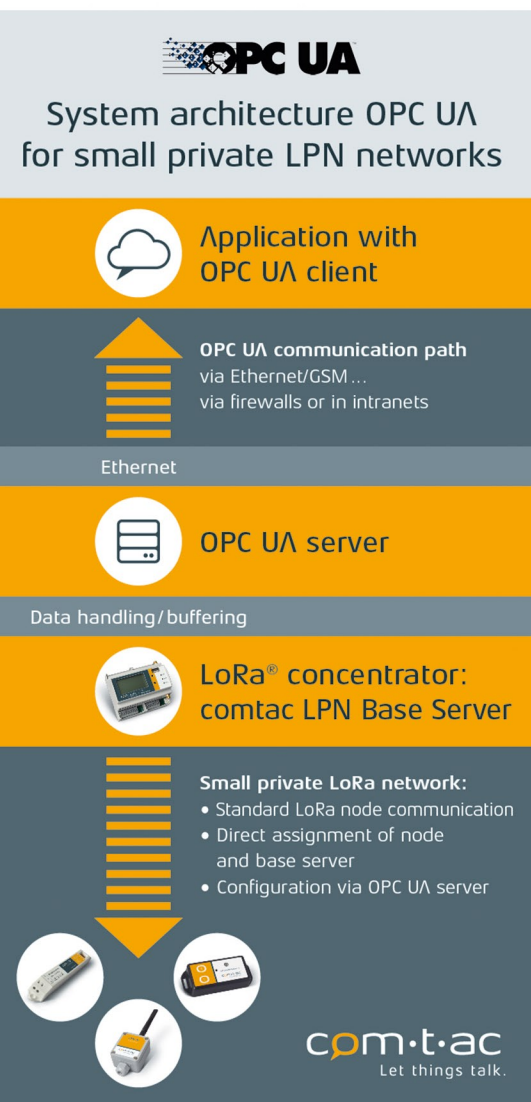 OPC UA
System architecture OPC UA
for small private LPN networks
Application with
OPC UA client
OPC UA communication path
via Ethernet/GSM...
via firewalls or in intranets
Ethernet
OPC UA server
Data handling/buffering
LoRa® concentrator:
comtac LPN Base Server
Small private LoRa network:
• Standard LoRa node communication
• Direct assignment of node
and base server
• Configuration via OPC UA server
com·t·ac
Let things talk.